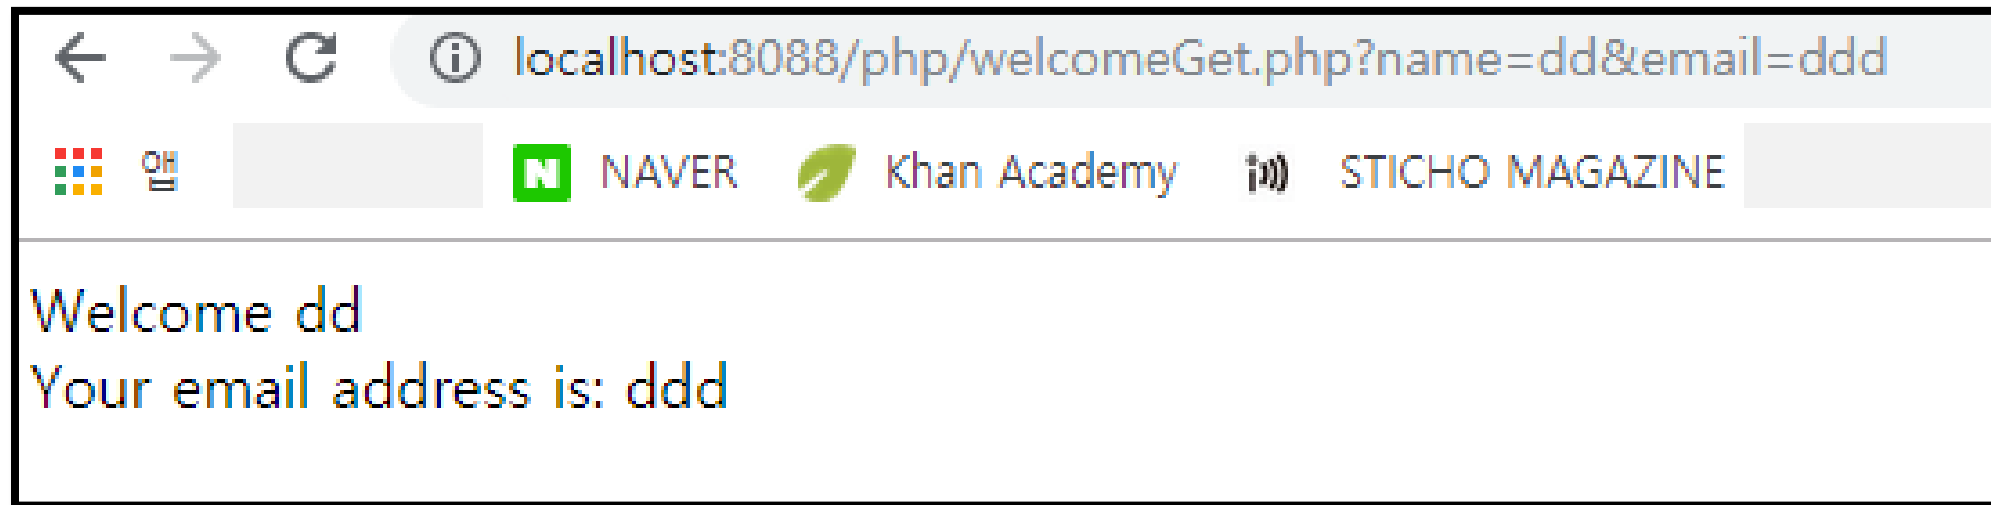 localhost:8088/php/welcomeGet.php?name=dd&email=ddd
앱 NAVER Khan Academy STICHO MAGAZINE
Welcome dd
Your email address is: ddd